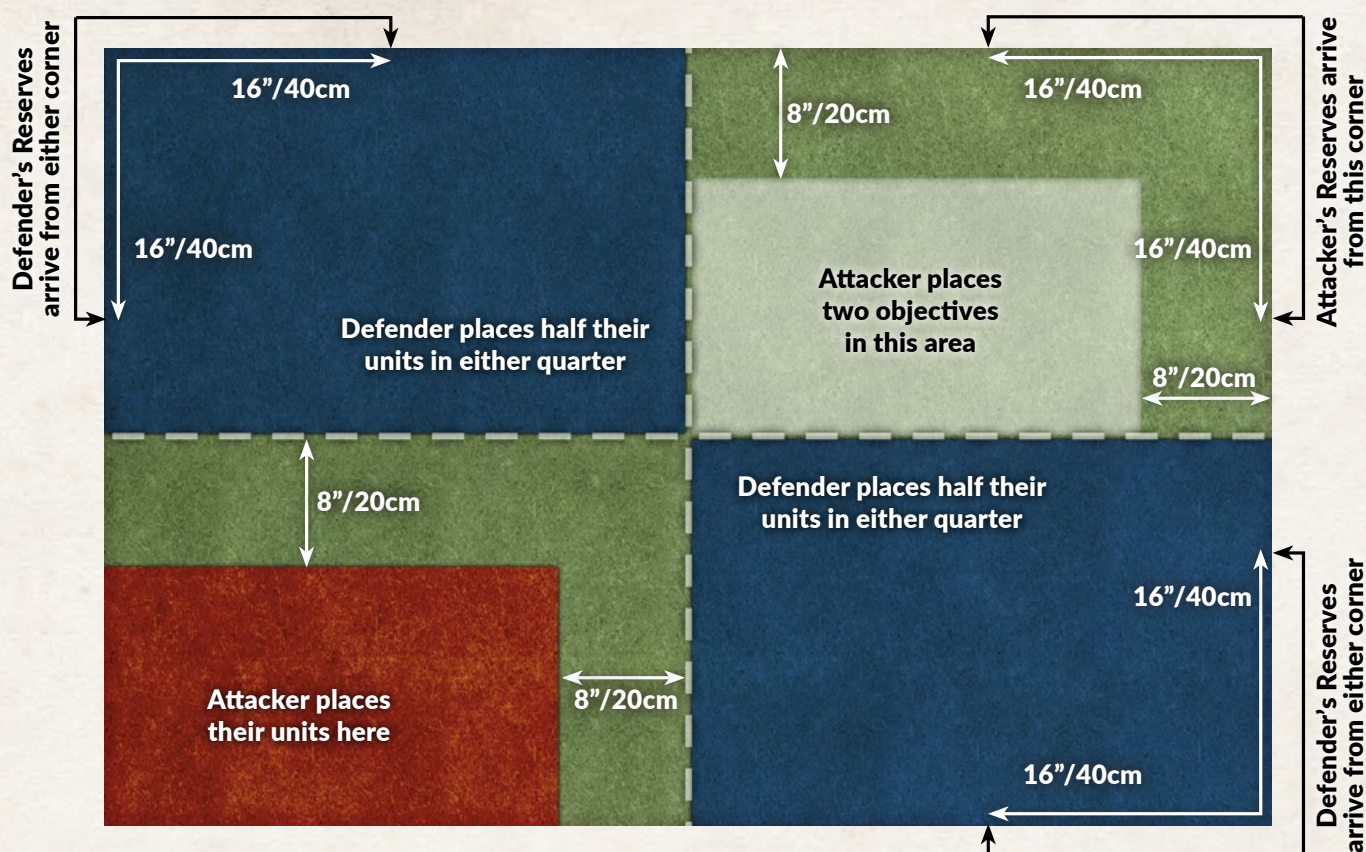 Defender’s Reserves
arrive from either corner
16”/40cm
16”/40cm
Defender places half their
units in either quarter
8”/20cm
16”/40cm
16”/40cm
Attacker places
two objectives
in this area
8”/20cm
Attacker’s Reserves arrive
from this corner
8”/20cm
Attacker places
their units here
8”/20cm
Defender places half their
units in either quarter
16”/40cm
16”/40cm
Defender’s Reserves
arrive from either corner